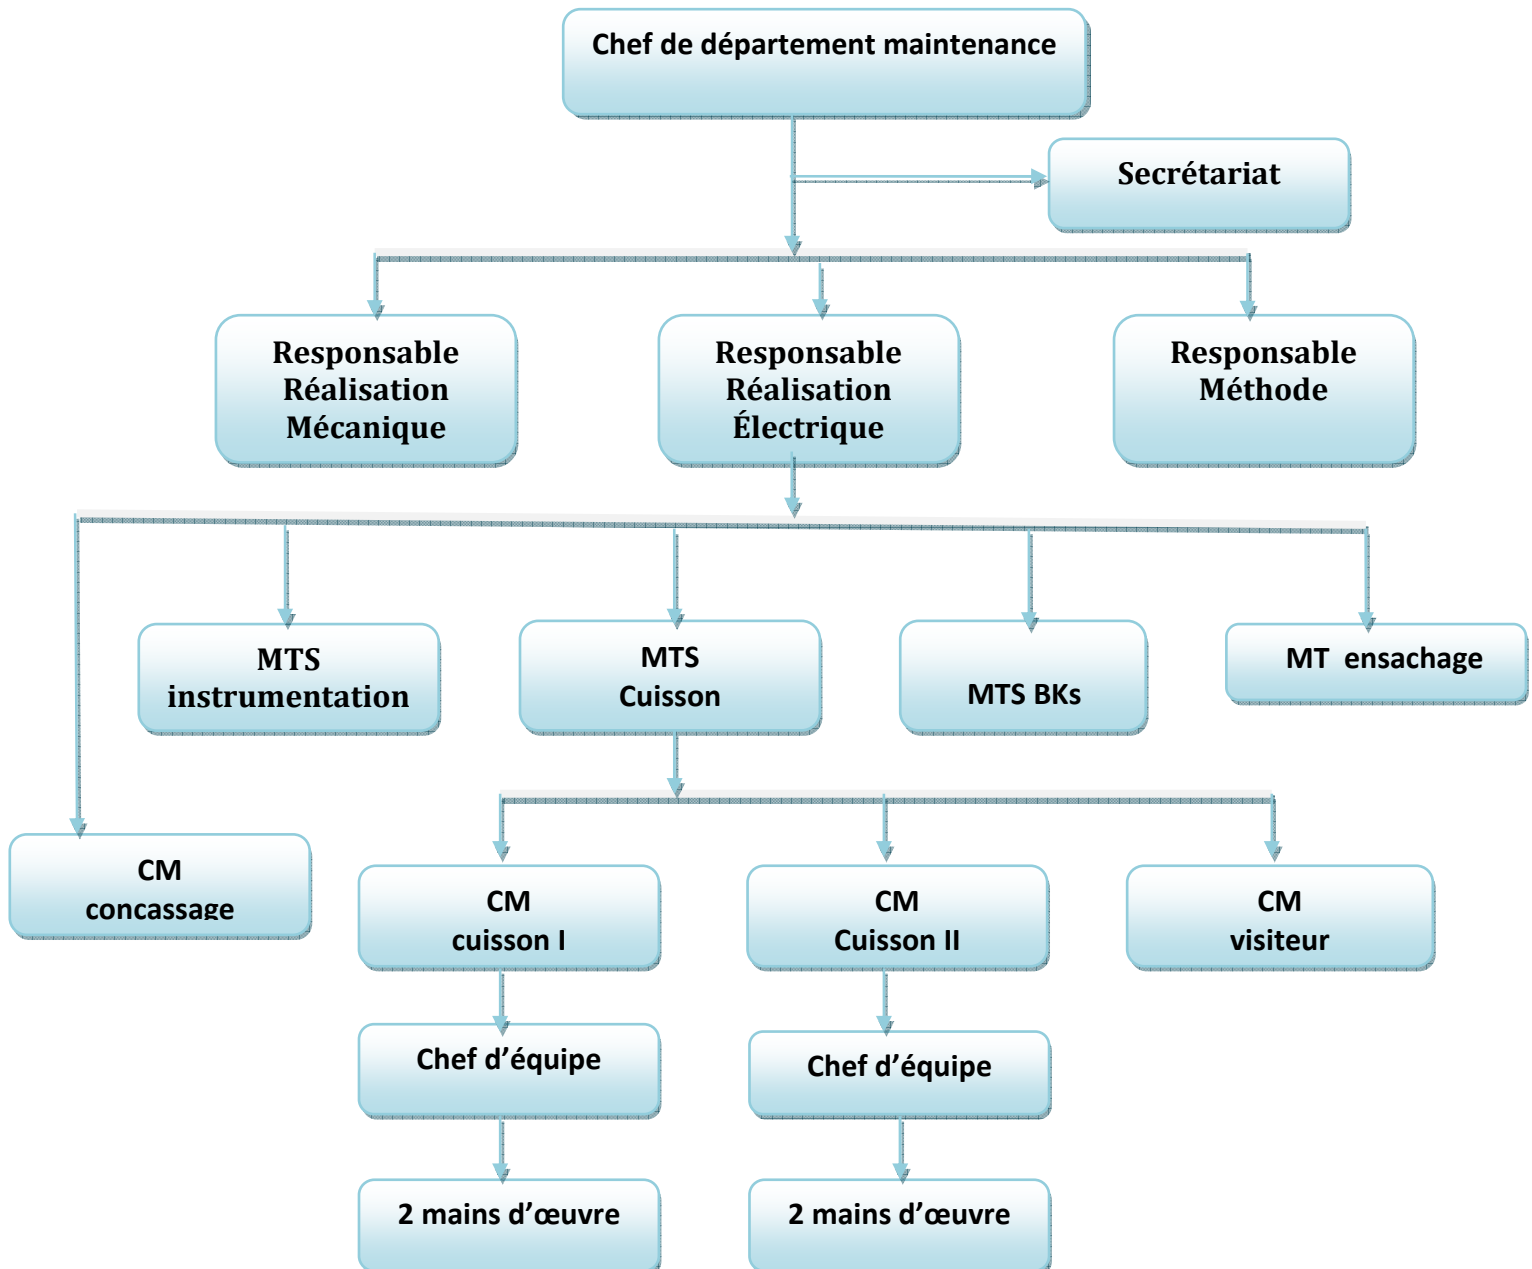 Chef de département maintenance
Secrétariat
Responsable
Réalisation
Mécanique
Responsable
Réalisation
Électrique
Responsable
Méthode
MTS
instrumentation
MTS
Cuisson
MTS BKs
MT ensachage
CM
concassage
CM
cuisson I
CM
Cuisson II
CM
visiteur
Chef d’équipe
Chef d’équipe
2 mains d’œuvre
2 mains d’œuvre